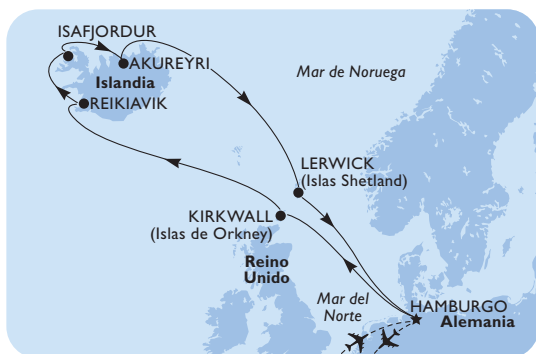 ISAFJORDUR
AKUREYRI
Islandia
REIKIAVIK
Mar de Noruega
LERWICK
(Islas Shetland)
KIRKWALL
(Islas de Orkney)
Reino
Unido
Mar del
Norte
HAMBURGO
Alemania